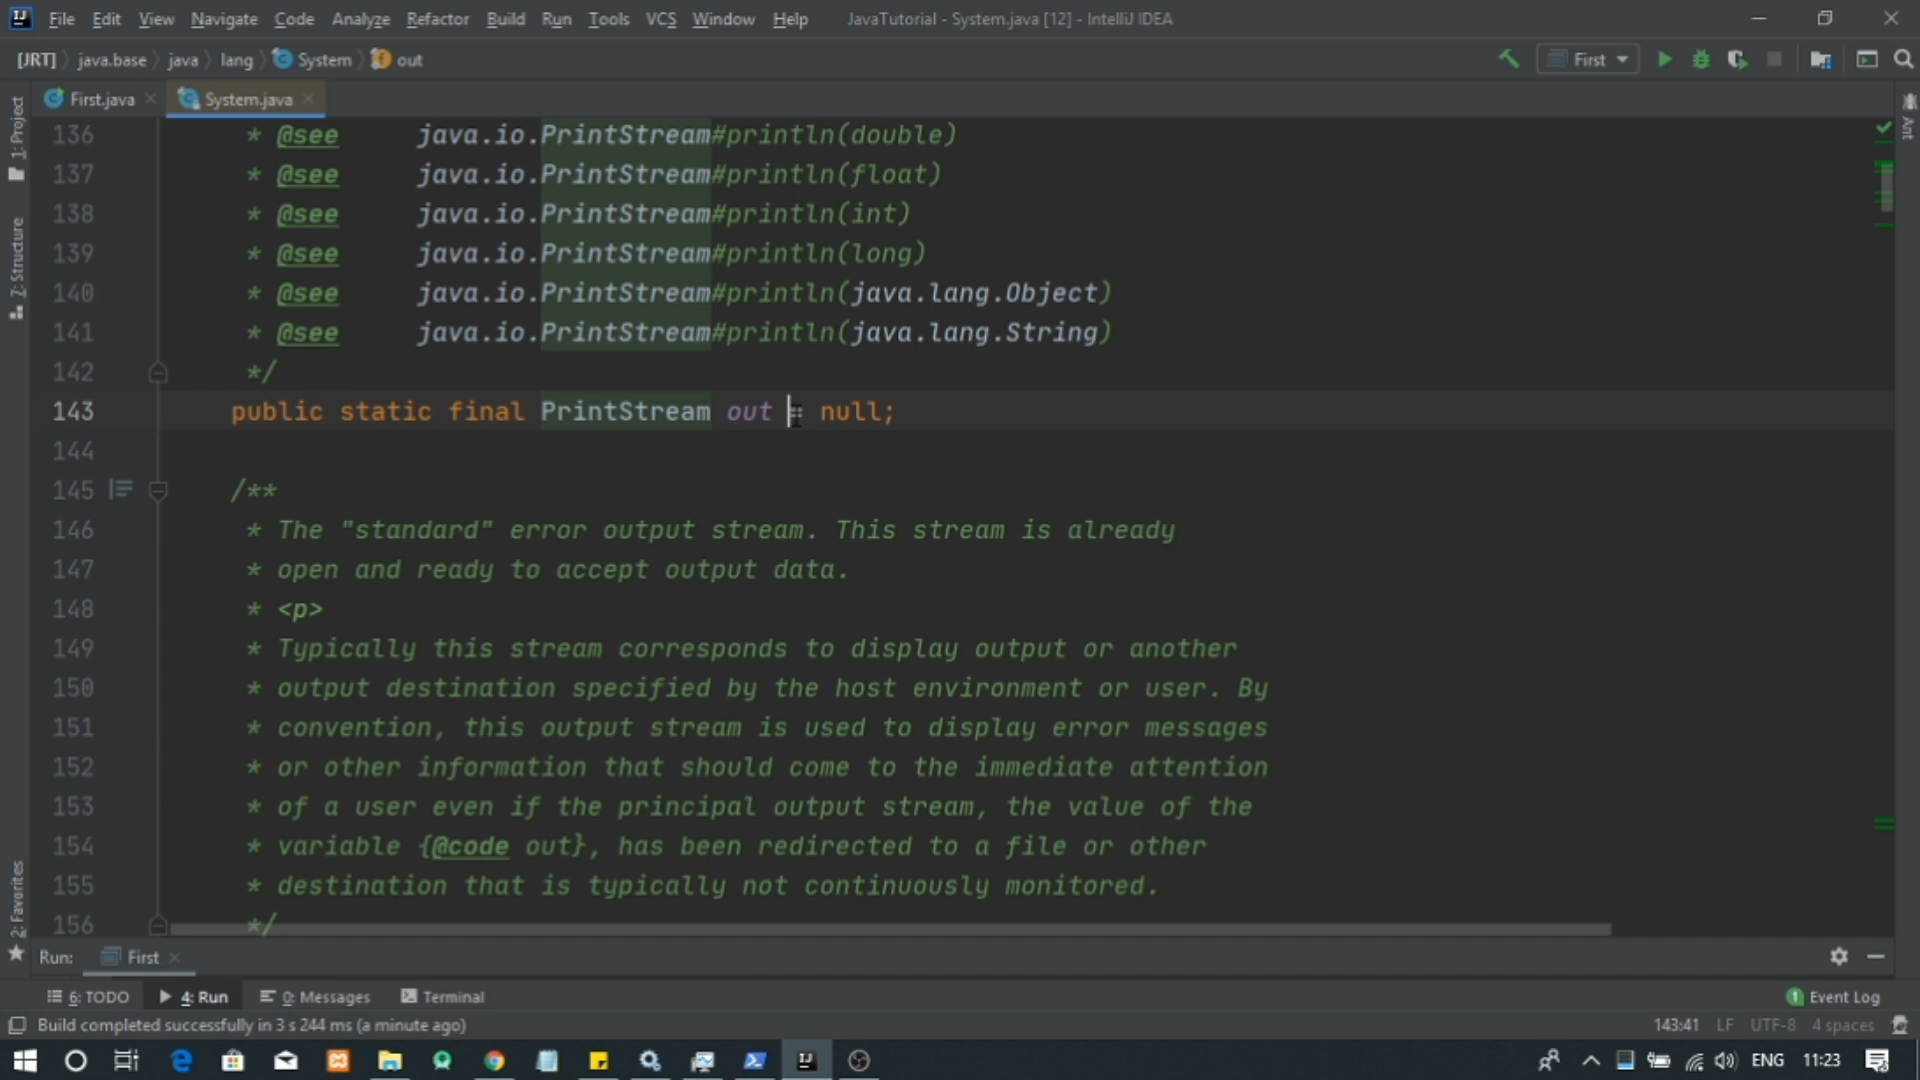 File Edit View Navigate Code Analyze Refactor Build Run Tools VCS Window Help JavaTutorial - System.java [12] - IntelliJ IDEA
[JRT] java.base java lang System out First
First.java System.java
1: Project
Z: Structure
2: Favorites
Ant
136 * @see java.io.PrintStream#println(double)
137 * @see java.io.PrintStream#println(float)
138 * @see java.io.PrintStream#println(int)
139 * @see java.io.PrintStream#println(long)
140 * @see java.io.PrintStream#println(java.lang.Object)
141 * @see java.io.PrintStream#println(java.lang.String)
142 */
143 public static final PrintStream out = null;
144
145 /**
146 * The "standard" error output stream. This stream is already
147 * open and ready to accept output data.
148 * <p>
149 * Typically this stream corresponds to display output or another
150 * output destination specified by the host environment or user. By
151 * convention, this output stream is used to display error messages
152 * or other information that should come to the immediate attention
153 * of a user even if the principal output stream, the value of the
154 * variable {@code out}, has been redirected to a file or other
155 * destination that is typically not continuously monitored.
156 */
Run: First
6: TODO 4: Run 0: Messages Terminal 1 Event Log
Build completed successfully in 3 s 244 ms (a minute ago) 143:41 LF UTF-8 4 spaces
ENG 11:23